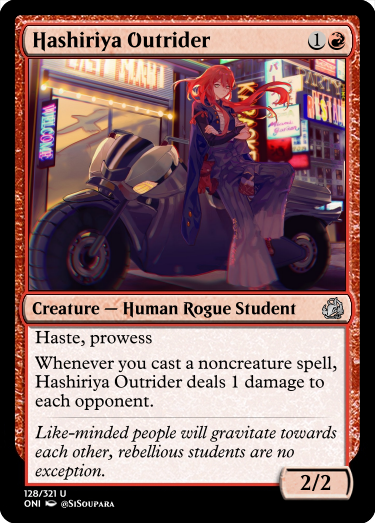 Hashiriya Outrider 1
WELCOME
Creature — Human Rogue Student
Haste, prowess
Whenever you cast a noncreature spell,
Hashiriya Outrider deals 1 damage to
each opponent.
Like-minded people will gravitate towards
each other, rebellious students are no
exception.
2/2
128/321 U
ONI @SiSoupara